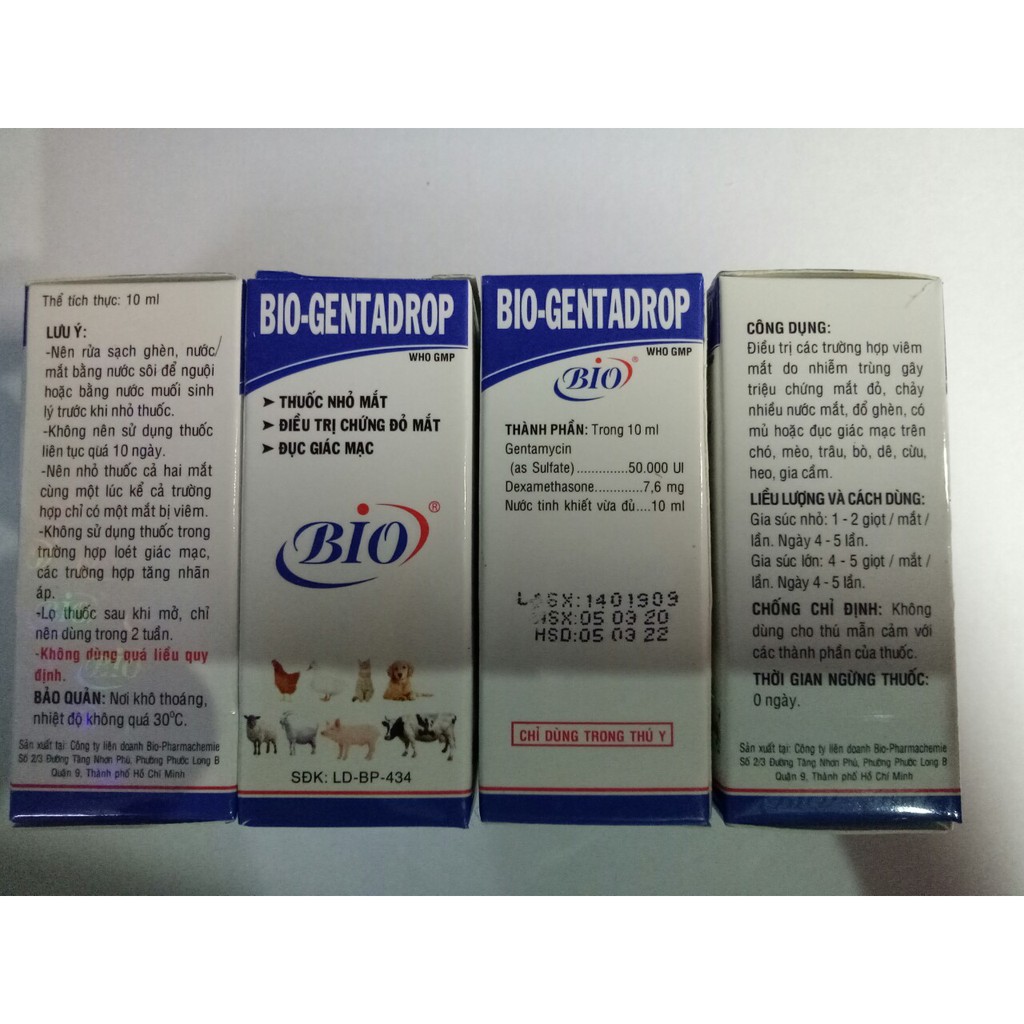 Thể tích thực: 10 ml
LƯU Ý:
-Nên rửa sạch ghèn, nước
mắt bằng nước sôi để nguội
hoặc bằng nước muối sinh
lý trước khi nhỏ thuốc.
-Không nên sử dụng thuốc
liên tục quá 10 ngày.
-Nên nhỏ thuốc cả hai mắt
cùng một lúc kể cả trường
hợp chỉ có một mắt bị viêm.
-Không sử dụng thuốc trong
trường hợp loét giác mạc,
các trường hợp tăng nhãn
áp.
-Lọ thuốc sau khi mở, chỉ
nên dùng trong 2 tuần.
-Không dùng quá liều quy
định.
BẢO QUẢN: Nơi khô thoáng,
nhiệt độ không quá 30°C.
Sản xuất tại: Công ty liên doanh Bio-Pharmachemie
Số 2/3 Đường Tăng Nhơn Phú, Phường Phước Long B
Quận 9, Thành phố Hồ Chí Minh
BIO-GENTADROP
WHO GMP
➤ THUỐC NHỎ MẮT
➤ ĐIỀU TRỊ CHỨNG ĐỎ MẮT
➤ ĐỤC GIÁC MẠC
BIO®
SĐK: LD-BP-434
BIO-GENTADROP
WHO GMP
BIO®
THÀNH PHẦN: Trong 10 ml
Gentamycin
(as Sulfate)..............50.000 UI
Dexamethasone.............7,6 mg
Nước tinh khiết vừa đủ....10 ml
LSX:1401909
NSX:05 03 20
HSD:05 03 22
CHỈ DÙNG TRONG THÚ Y
CÔNG DỤNG:
Điều trị các trường hợp viêm
mắt do nhiễm trùng gây
triệu chứng mắt đỏ, chảy
nhiều nước mắt, đổ ghèn, có
mủ hoặc đục giác mạc trên
chó, mèo, trâu, bò, dê, cừu,
heo, gia cầm.
LIỀU LƯỢNG VÀ CÁCH DÙNG:
Gia súc nhỏ: 1 - 2 giọt / mắt /
lần. Ngày 4 - 5 lần.
Gia súc lớn: 4 - 5 giọt / mắt /
lần. Ngày 4 - 5 lần.
CHỐNG CHỈ ĐỊNH: Không
dùng cho thú mẫn cảm với
các thành phần của thuốc.
THỜI GIAN NGỪNG THUỐC:
0 ngày.
Sản xuất tại: Công ty liên doanh Bio-Pharmachemie
Số 2/3 Đường Tăng Nhơn Phú, Phường Phước Long B
Quận 9, Thành phố Hồ Chí Minh